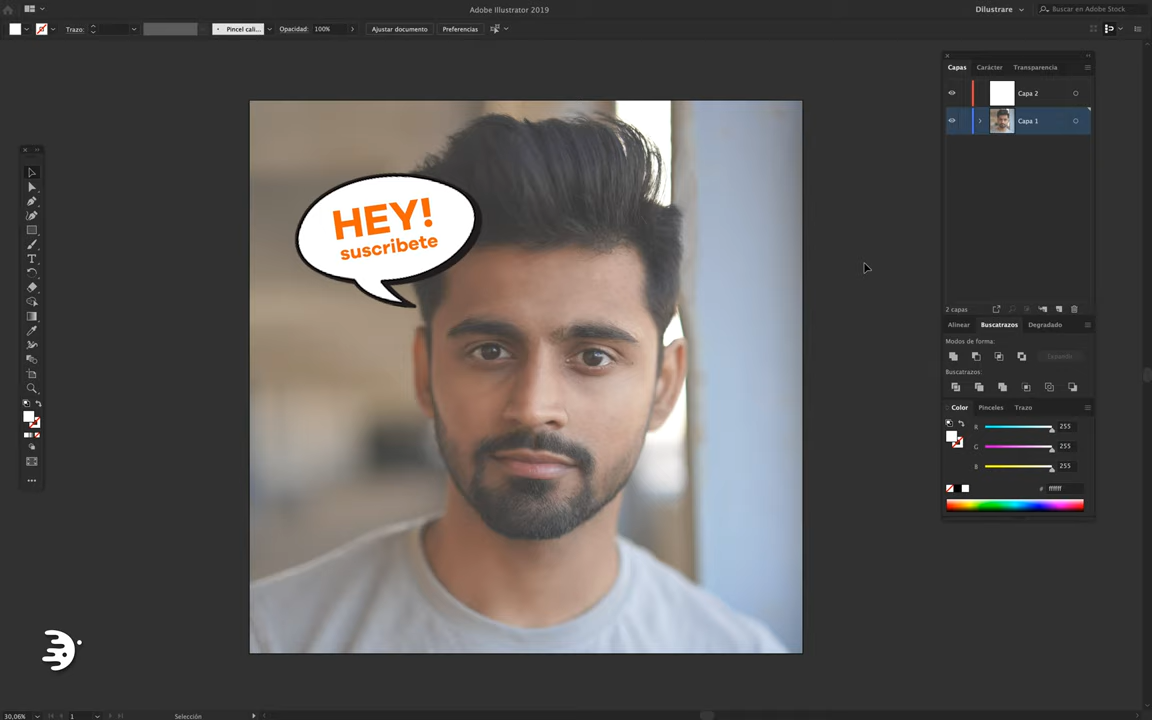 Adobe Illustrator 2019
Dilustrare
Buscar en Adobe Stock
Trazo:
Pincel cali...
Opacidad:
100%
Ajustar documento
Preferencias
Capas
Carácter
Transparencia
Capa 2
Capa 1
HEY!
suscribete
2 capas
Alinear
Buscatrazos
Degradado
Modos de forma:
Expandir
Buscatrazos:
Color
Pinceles
Trazo
R
255
G
255
B
255
#
ffffff
30,06%
1
Selección